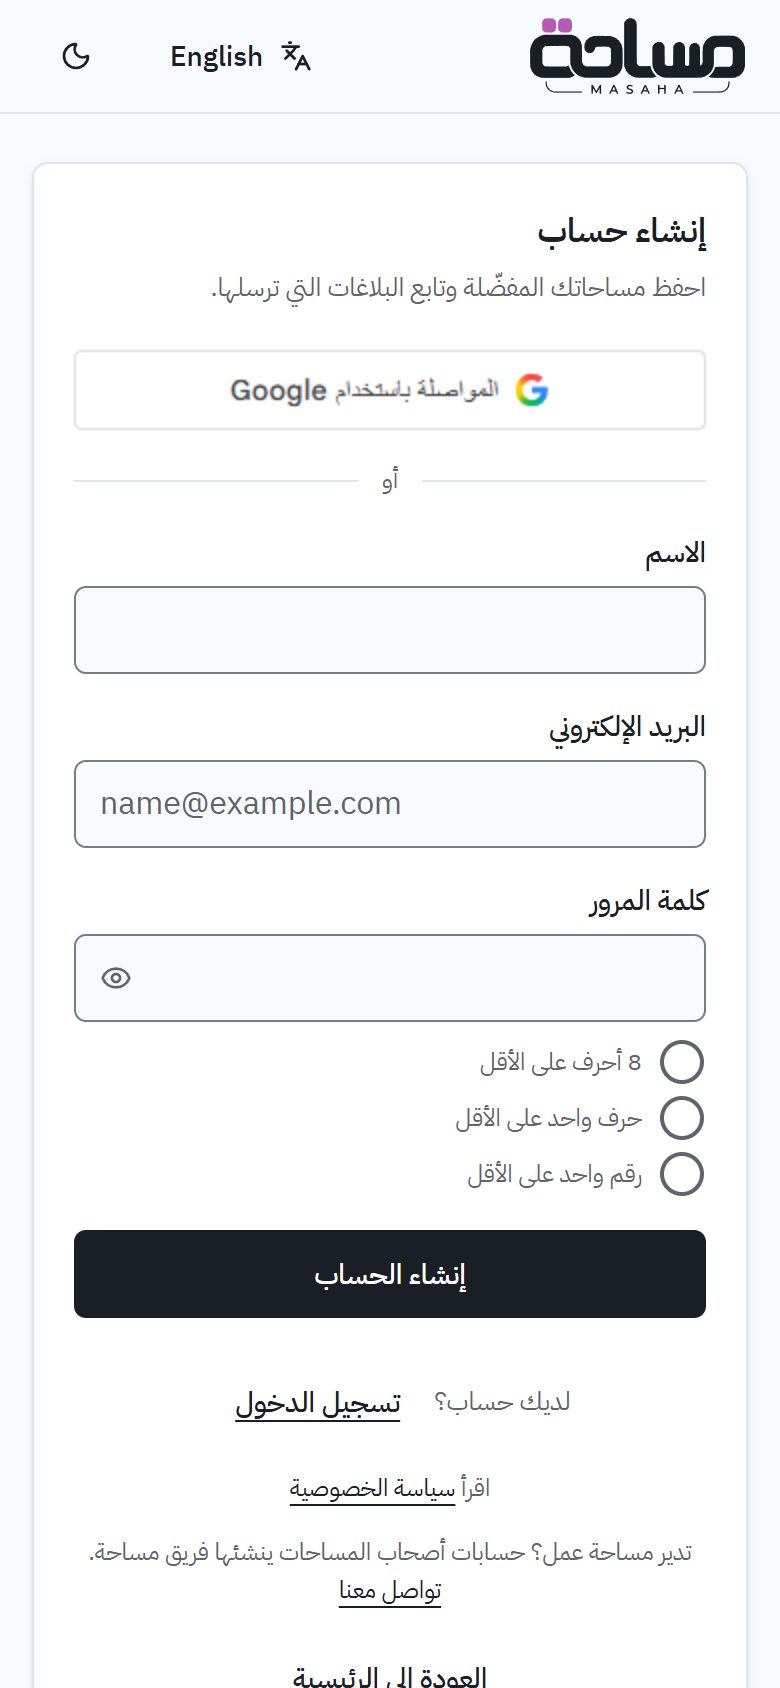 مساحة
MASAHA
English
إنشاء حساب
احفظ مساحاتك المفضّلة وتابع البلاغات التي ترسلها.
المواصلة باستخدام Google
أو
الاسم
البريد الإلكتروني
name@example.com
كلمة المرور
8 أحرف على الأقل
حرف واحد على الأقل
رقم واحد على الأقل
إنشاء الحساب
لديك حساب؟ تسجيل الدخول
اقرأ سياسة الخصوصية
تدير مساحة عمل؟ حسابات أصحاب المساحات ينشئها فريق مساحة.
تواصل معنا
العودة إلى الرئيسية